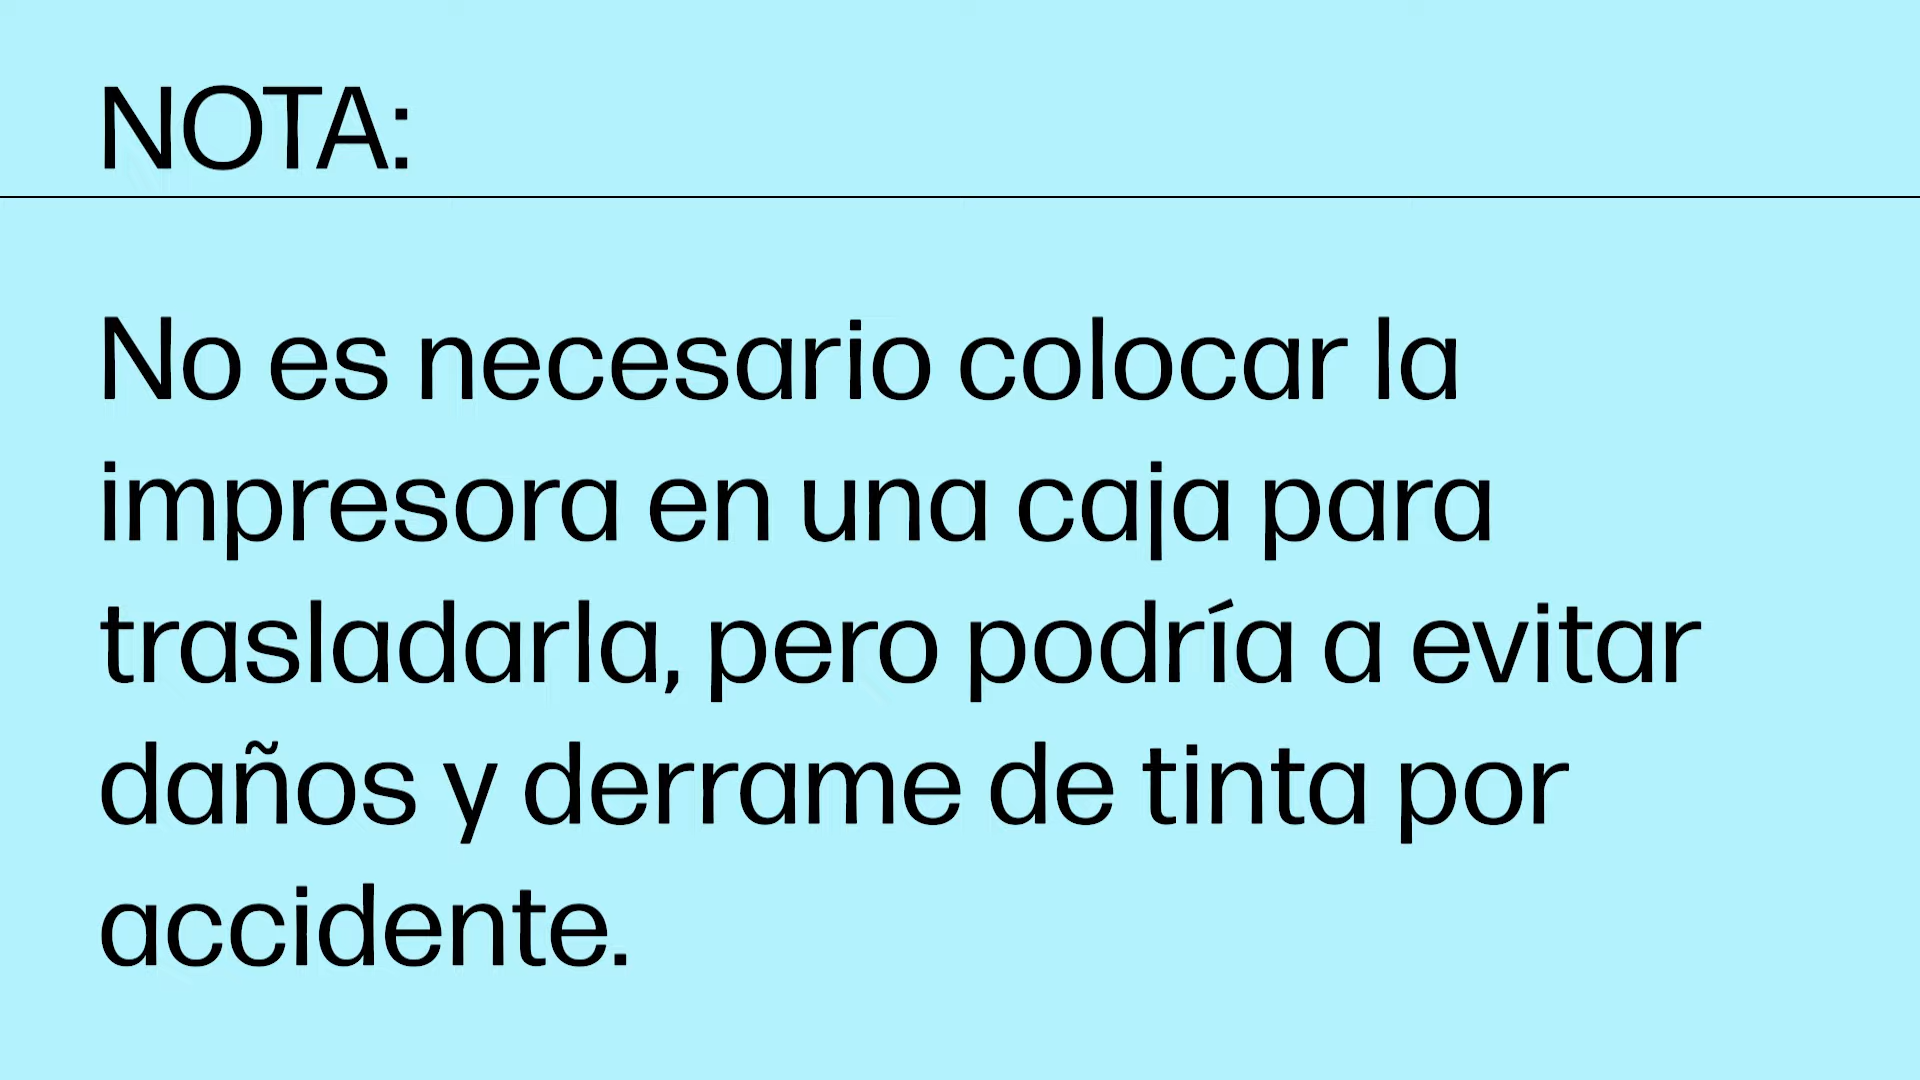 NOTA:
No es necesario colocar la
impresora en una caja para
trasladarla, pero podría a evitar
daños y derrame de tinta por
accidente.